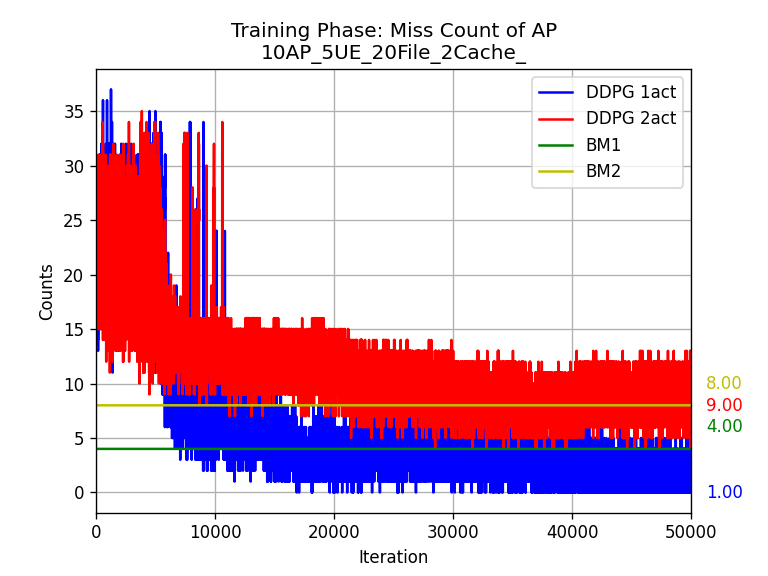 Training Phase: Miss Count of AP
10AP_5UE_20File_2Cache_
DDPG 1act
DDPG 2act
BM1
BM2
Counts
35
30
25
20
15
10
5
0
8.00
9.00
4.00
1.00
0
10000
20000
30000
40000
50000
Iteration